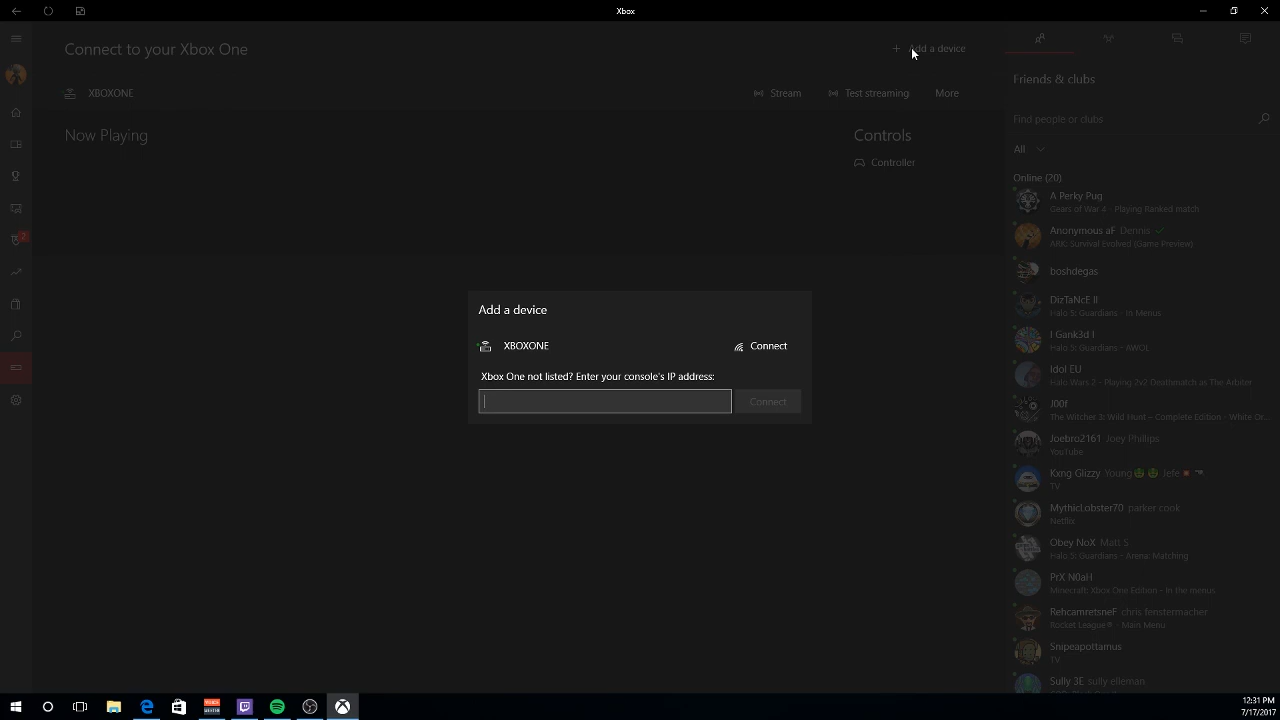 Xbox
Connect to your Xbox One
Add a device
XBOXONE
Stream
Test streaming
More
Now Playing
Controls
Controller
2
Add a device
XBOXONE
Connect
Xbox One not listed? Enter your console's IP address:
Connect
Friends & clubs
Find people or clubs
All
Online (20)
A Perky Pug
Gears of War 4 - Playing Ranked match
Anonymous aF Dennis
ARK: Survival Evolved (Game Preview)
boshdegas
DizTaNcE II
Halo 5: Guardians - In Menus
I Gank3d I
Halo 5: Guardians - AWOL
Idol EU
Halo Wars 2 - Playing 2v2 Deathmatch as The Arbiter
J00f
The Witcher 3: Wild Hunt – Complete Edition - White Or...
Joebro2161 Joey Phillips
YouTube
Kxng Glizzy Young Jefe
TV
MythicLobster70 parker cook
Netflix
Obey NoX Matt S
Halo 5: Guardians - Arena: Matching
PrX N0aH
Minecraft: Xbox One Edition - In the menus
RehcamretsneF chris fenstermacher
Rocket League® - Main Menu
Snipeapottamus
TV
Sully 3E sully elleman
12:31 PM
7/17/2017